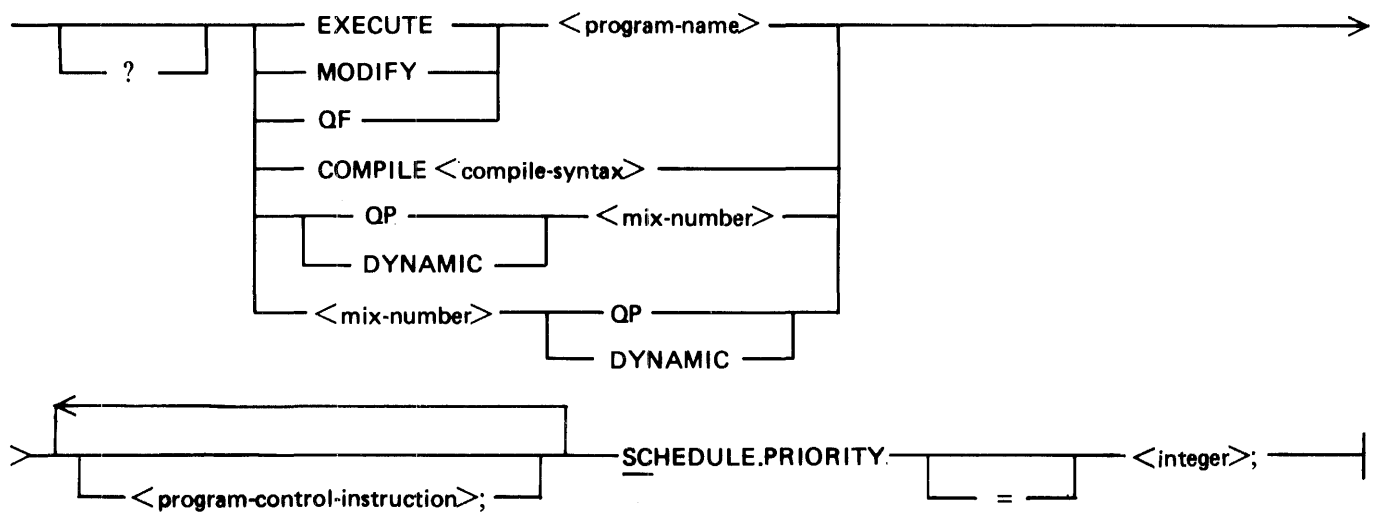 EXECUTE <program-name>
? MODIFY
QF
COMPILE <compile-syntax>
QP <mix-number>
DYNAMIC
<mix-number> QP
DYNAMIC
SCHEDULE.PRIORITY <integer>;
<program-control-instruction>; =